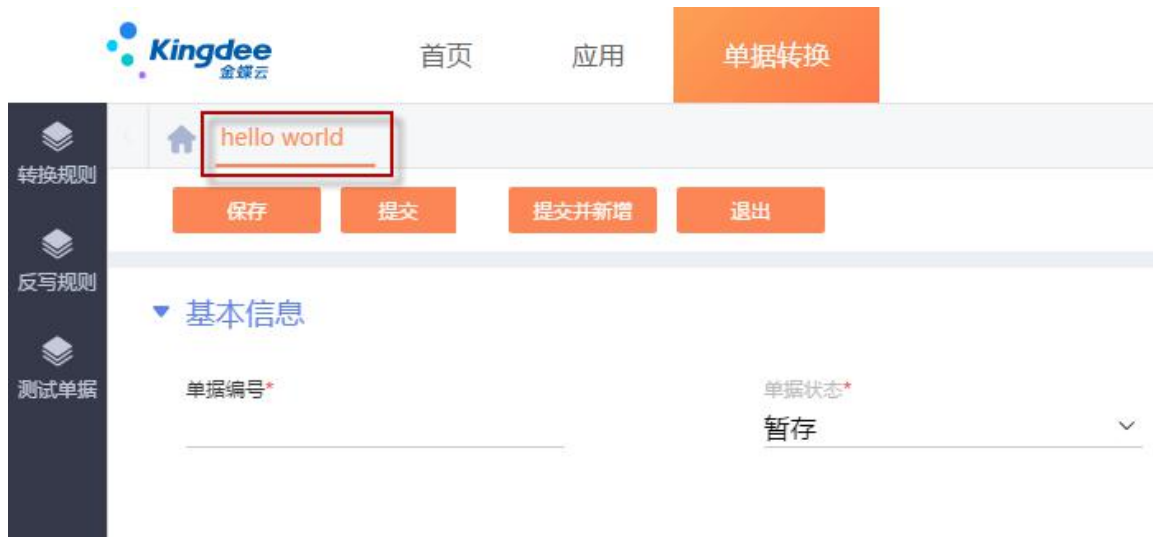 Kingdee
金蝶云
首页
应用
单据转换
hello world
转换规则
保存
提交
提交并新增
退出
反写规则
基本信息
测试单据
单据编号*
单据状态*
暂存